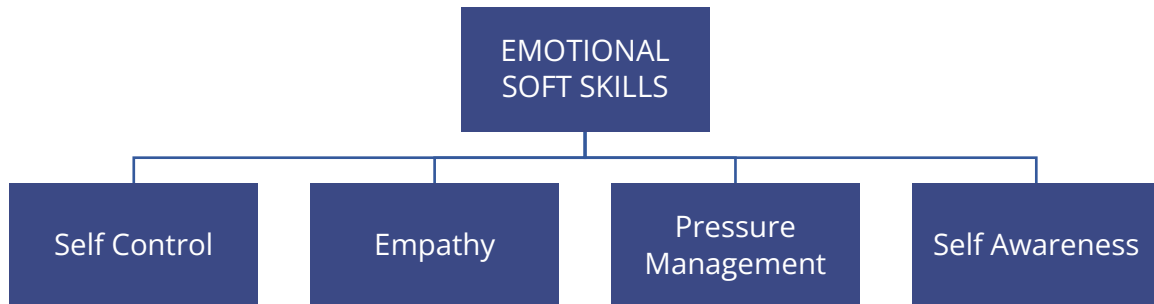 EMOTIONAL
SOFT SKILLS
Self Control
Empathy
Pressure
Management
Self Awareness